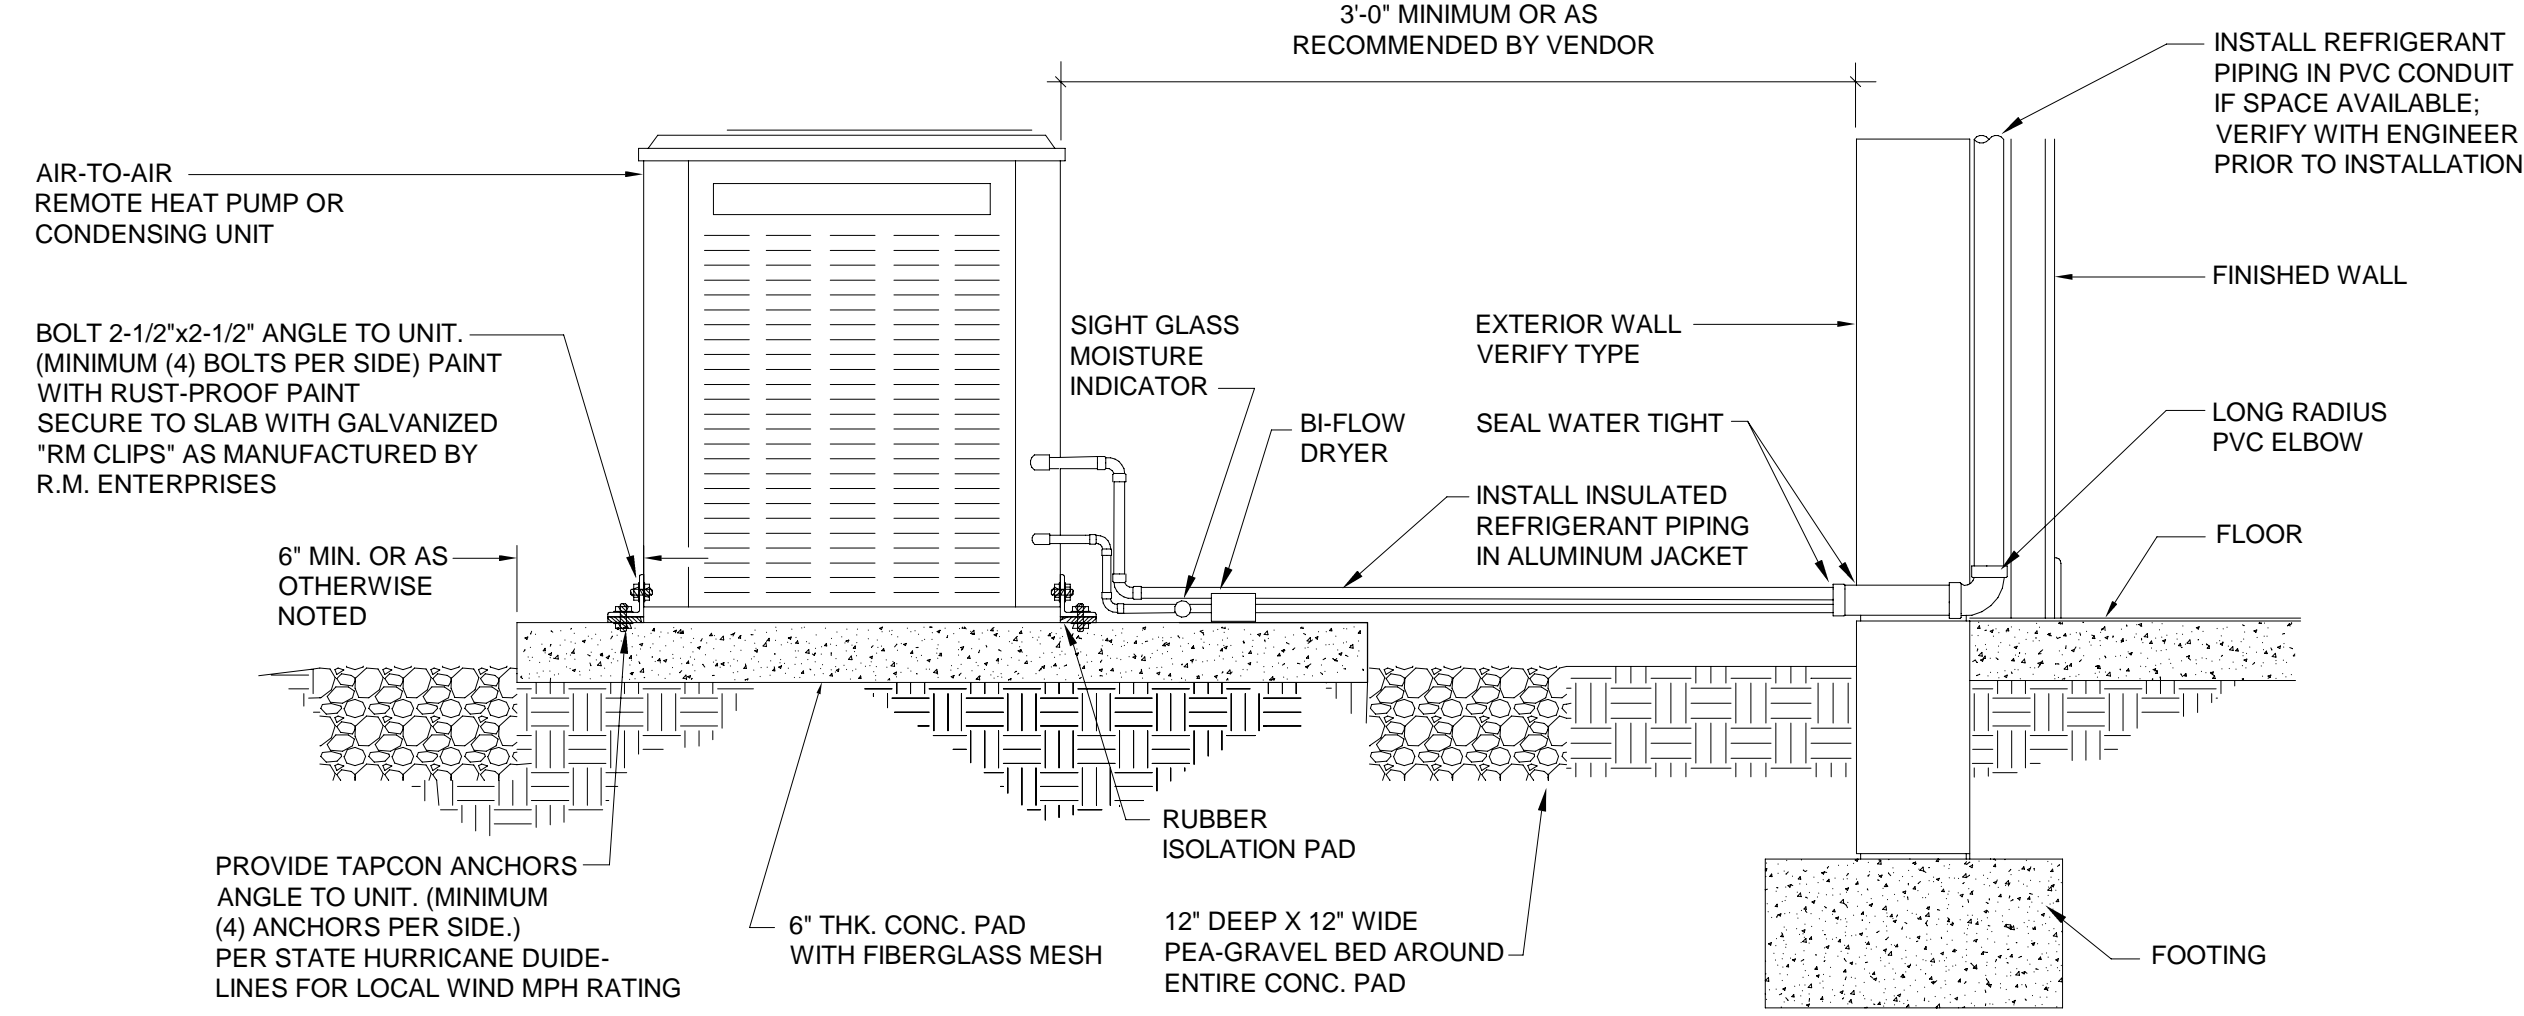 3'-0" MINIMUM OR AS
RECOMMENDED BY VENDOR
INSTALL REFRIGERANT
PIPING IN PVC CONDUIT
IF SPACE AVAILABLE;
VERIFY WITH ENGINEER
PRIOR TO INSTALLATION
AIR-TO-AIR
REMOTE HEAT PUMP OR
CONDENSING UNIT
FINISHED WALL
BOLT 2-1/2"x2-1/2" ANGLE TO UNIT.
(MINIMUM (4) BOLTS PER SIDE) PAINT
WITH RUST-PROOF PAINT
SECURE TO SLAB WITH GALVANIZED
"RM CLIPS" AS MANUFACTURED BY
R.M. ENTERPRISES
SIGHT GLASS
MOISTURE
INDICATOR
EXTERIOR WALL
VERIFY TYPE
BI-FLOW
DRYER
SEAL WATER TIGHT
LONG RADIUS
PVC ELBOW
INSTALL INSULATED
REFRIGERANT PIPING
IN ALUMINUM JACKET
FLOOR
6" MIN. OR AS
OTHERWISE
NOTED
RUBBER
ISOLATION PAD
PROVIDE TAPCON ANCHORS
ANGLE TO UNIT. (MINIMUM
(4) ANCHORS PER SIDE.)
PER STATE HURRICANE DUIDE-
LINES FOR LOCAL WIND MPH RATING
6" THK. CONC. PAD
WITH FIBERGLASS MESH
12" DEEP X 12" WIDE
PEA-GRAVEL BED AROUND
ENTIRE CONC. PAD
FOOTING